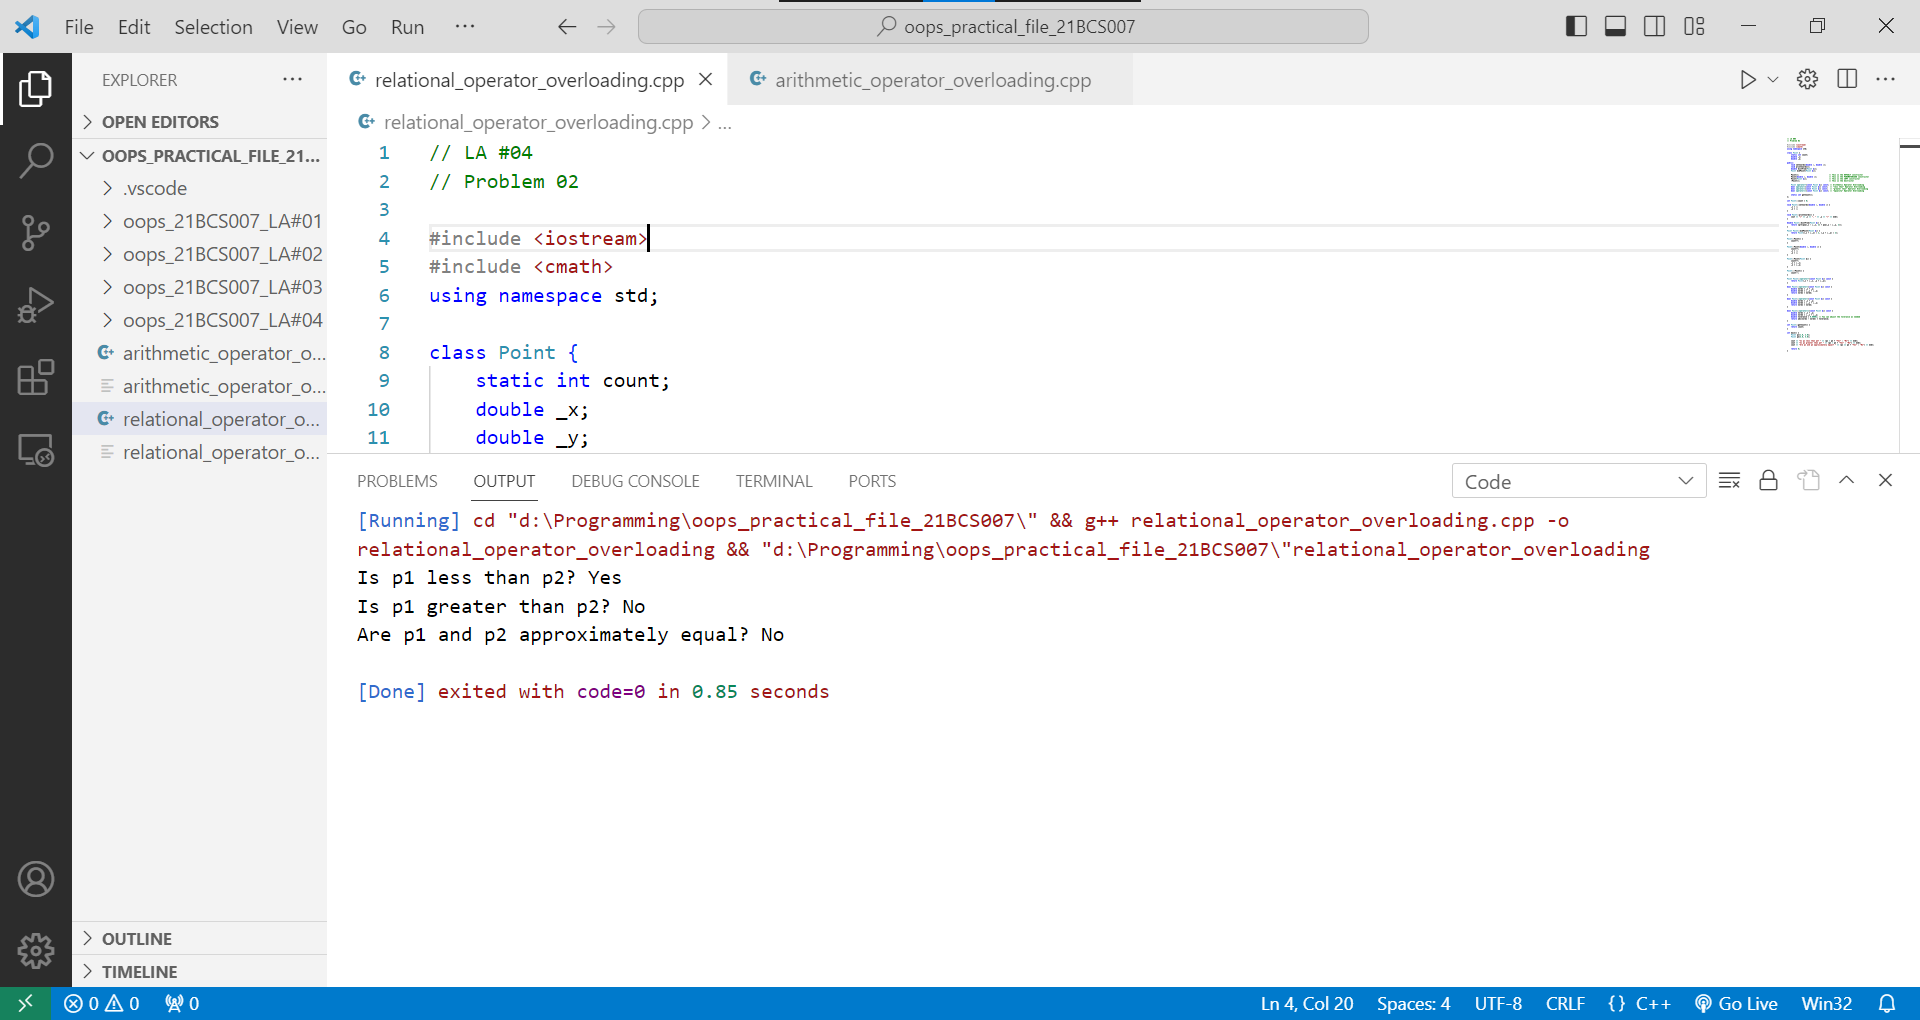 File Edit Selection View Go Run ···
oops_practical_file_21BCS007
EXPLORER
OPEN EDITORS
OOPS_PRACTICAL_FILE_21...
.vscode
oops_21BCS007_LA#01
oops_21BCS007_LA#02
oops_21BCS007_LA#03
oops_21BCS007_LA#04
arithmetic_operator_o...
arithmetic_operator_o...
relational_operator_o...
relational_operator_o...
OUTLINE
TIMELINE
relational_operator_overloading.cpp
arithmetic_operator_overloading.cpp
relational_operator_overloading.cpp > ...
1 // LA #04
2 // Problem 02
3
4 #include <iostream>
5 #include <cmath>
6 using namespace std;
7
8 class Point {
9 static int count;
10 double _x;
11 double _y;
PROBLEMS OUTPUT DEBUG CONSOLE TERMINAL PORTS
Code
[Running] cd "d:\Programming\oops_practical_file_21BCS007\" && g++ relational_operator_overloading.cpp -o
relational_operator_overloading && "d:\Programming\oops_practical_file_21BCS007\"relational_operator_overloading
Is p1 less than p2? Yes
Is p1 greater than p2? No
Are p1 and p2 approximately equal? No
[Done] exited with code=0 in 0.85 seconds
0 0 0
Ln 4, Col 20 Spaces: 4 UTF-8 CRLF {} C++ Go Live Win32